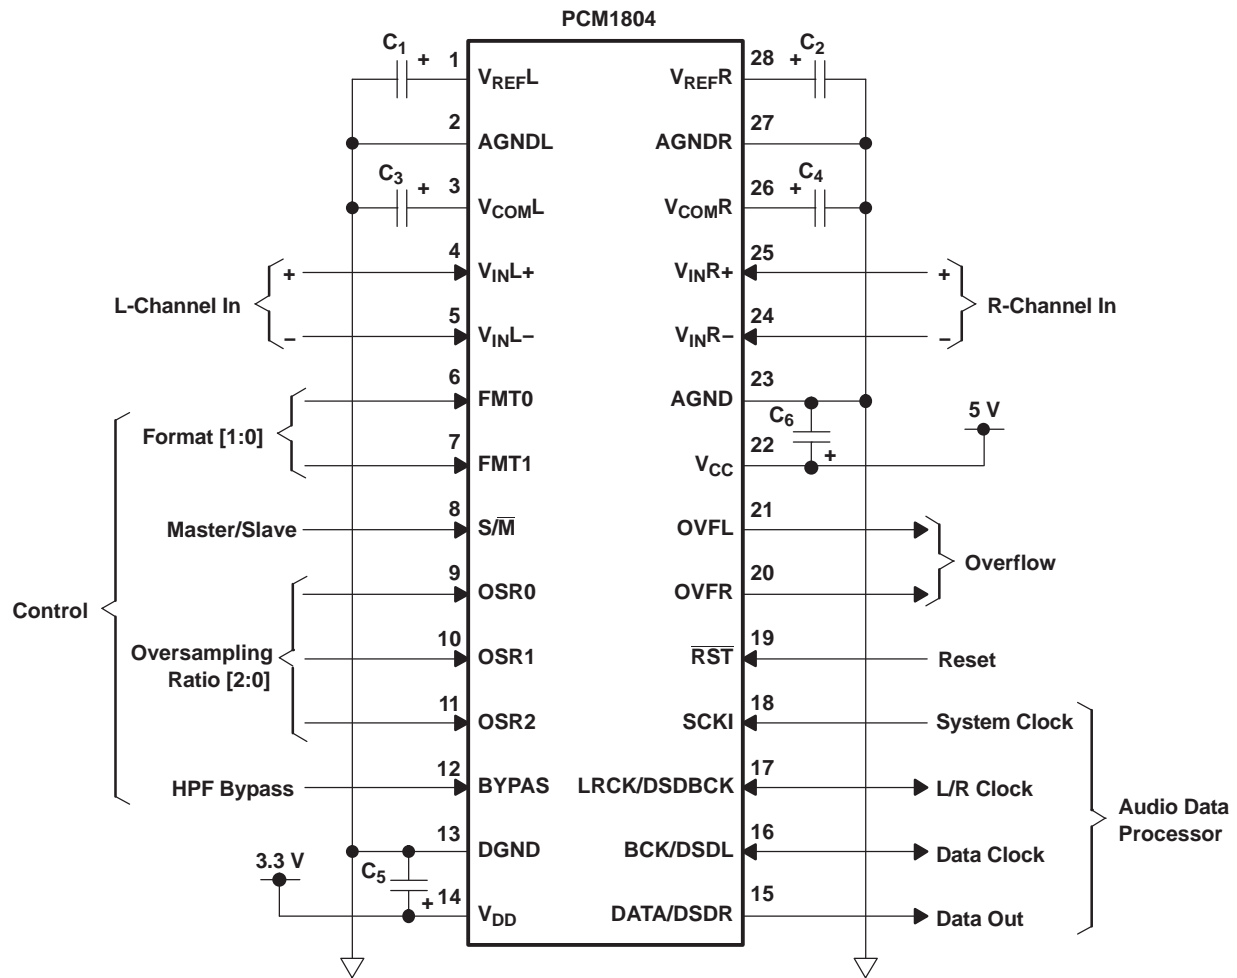 PCM1804
C1 + 1 VREFL VREFR 28 + C2
2 AGNDL AGNDR 27
C3 + 3 VCOML VCOMR 26 + C4
+ 4 VINL+ VINR+ 25 +
L-Channel In R-Channel In
− 5 VINL− VINR− 24 −
6 FMT0 AGND 23
Format [1:0] C6 5 V
7 FMT1 VCC 22 +
Master/Slave 8 S/M̅ OVFL 21
Overflow
9 OSR0 OVFR 20
Control
Oversampling
Ratio [2:0]
10 OSR1 R̅S̅T̅ 19 Reset
11 OSR2 SCKI 18 System Clock
HPF Bypass 12 BYPAS LRCK/DSDBCK 17 L/R Clock
Audio Data
Processor
13 DGND BCK/DSDL 16 Data Clock
3.3 V C5
+ 14 VDD DATA/DSDR 15 Data Out